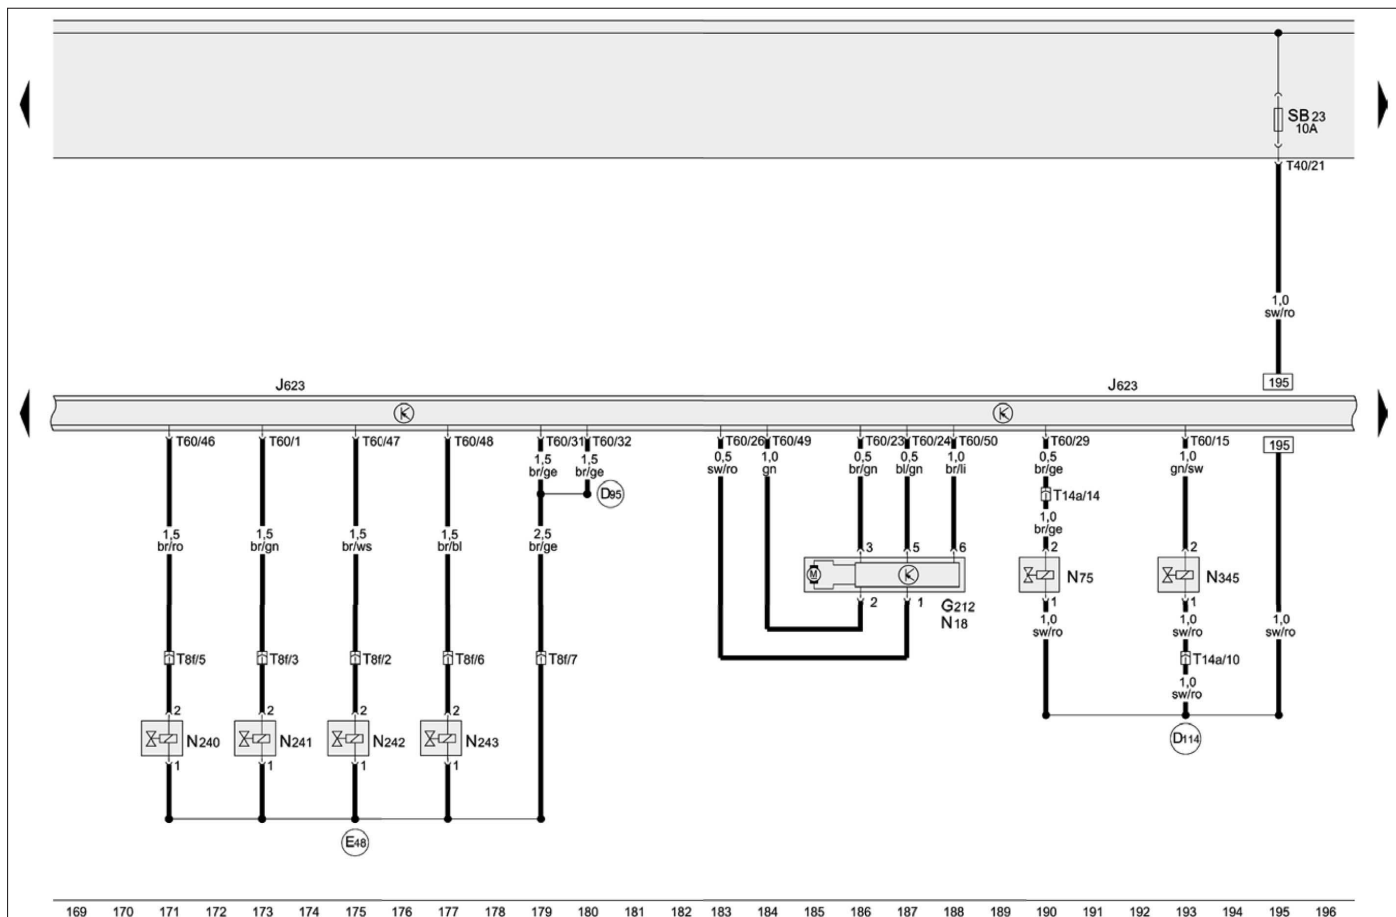 SB 23
10A
T40/21
1,0
sw/ro
J623 J623 195
T60/46 T60/1 T60/47 T60/48 T60/31 T60/32 T60/26 T60/49 T60/23 T60/24 T60/50 T60/29 T60/15 195
1,5 1,5 0,5 1,0 0,5 0,5 1,0 0,5 1,0
br/ge br/ge sw/ro gn br/gn bl/gn br/li br/ge gn/sw
D95 T14a/14
1,0
br/ge
1,5 1,5 1,5 1,5 2,5
br/ro br/gn br/ws br/bl br/ge
3 5 6 2 2
M N75 N345
2 1 1 1
G212
N18
1,0 1,0 1,0
sw/ro sw/ro sw/ro
T8f/5 T8f/3 T8f/2 T8f/6 T8f/7 T14a/10
1,0
sw/ro
2 2 2 2
N240 N241 N242 N243 D114
1 1 1 1
E48
169 170 171 172 173 174 175 176 177 178 179 180 181 182 183 184 185 186 187 188 189 190 191 192 193 194 195 196